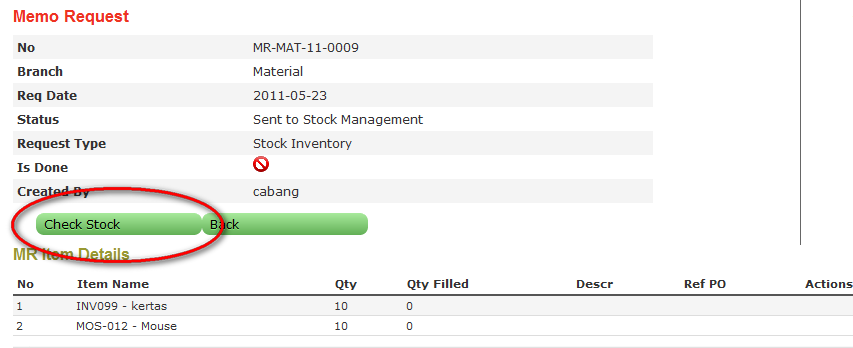 Memo Request
No MR-MAT-11-0009
Branch Material
Req Date 2011-05-23
Status Sent to Stock Management
Request Type Stock Inventory
Is Done
Created By cabang
Check Stock Back
MR Item Details
No Item Name Qty Qty Filled Descr Ref PO Actions
1 INV099 - kertas 10 0
2 MOS-012 - Mouse 10 0